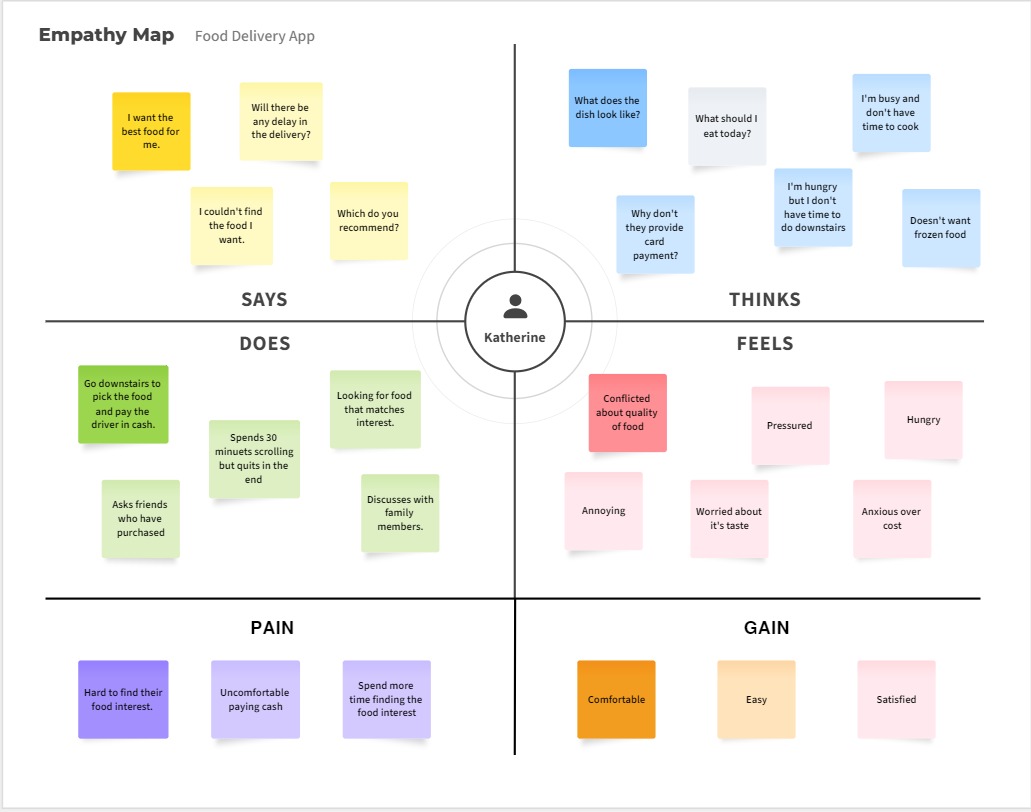 Empathy Map Food Delivery App
I want the
best food for
me.
Will there be
any delay in
the delivery?
I couldn't find
the food I
want.
Which do you
recommend?
SAYS
What does the
dish look like?
What should I
eat today?
I'm busy and
don't have
time to cook
Why don't
they provide
card
payment?
I'm hungry
but I don't
have time to
do downstairs
Doesn't want
frozen food
THINKS
Katherine
DOES
Go downstairs to
pick the food
and pay the
driver in cash.
Looking for food
that matches
interest.
Spends 30
minuets scrolling
but quits in the
end
Asks friends
who have
purchased
Discusses with
family
members.
FEELS
Conflicted
about quality
of food
Pressured
Hungry
Annoying
Worried about
it's taste
Anxious over
cost
PAIN
Hard to find their
food interest.
Uncomfortable
paying cash
Spend more
time finding the
food interest
GAIN
Comfortable
Easy
Satisfied